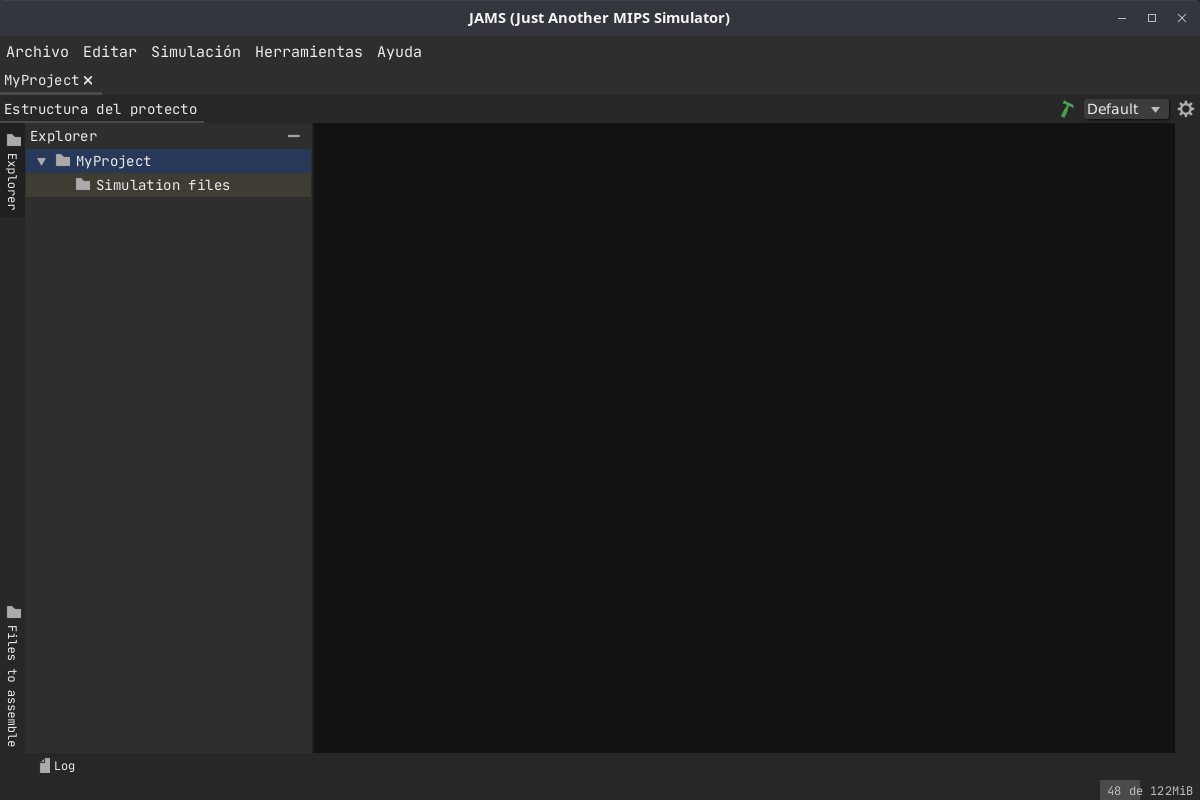 JAMS (Just Another MIPS Simulator)
Archivo Editar Simulación Herramientas Ayuda
MyProject
Estructura del protecto
Default
Explorer
Explorer
MyProject
Simulation files
Files to assemble
Log
48 de 122MiB